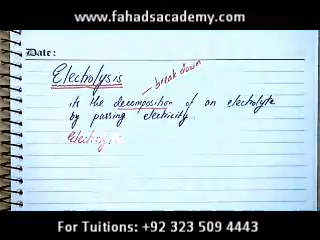 www.fahadsacademy.com
Date:
Electrolysis
break down
is the decomposition of an electrolyte
by passing electricity.
For Tuitions: +92 323 509 4443